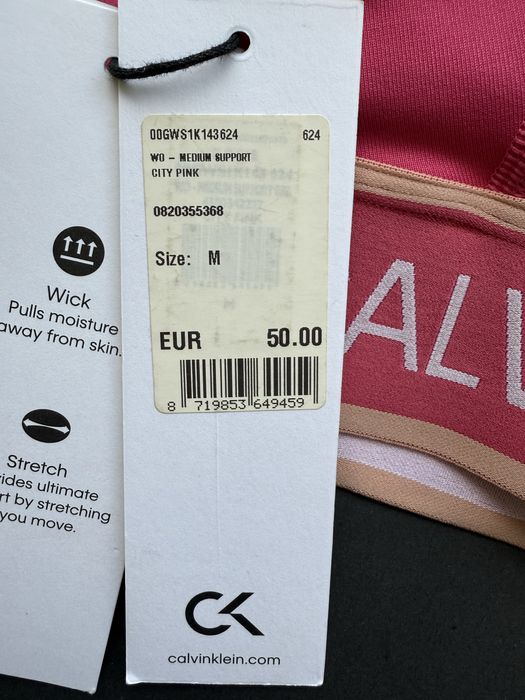 Wick
Pulls moisture
away from skin.
Stretch
ides ultimate
rt by stretching
you move.
00GWS1K143624 624
WO - MEDIUM SUPPORT
CITY PINK
0820355368
Size: M
EUR 50.00
8 719853 649459
CK
calvinklein.com
ALV